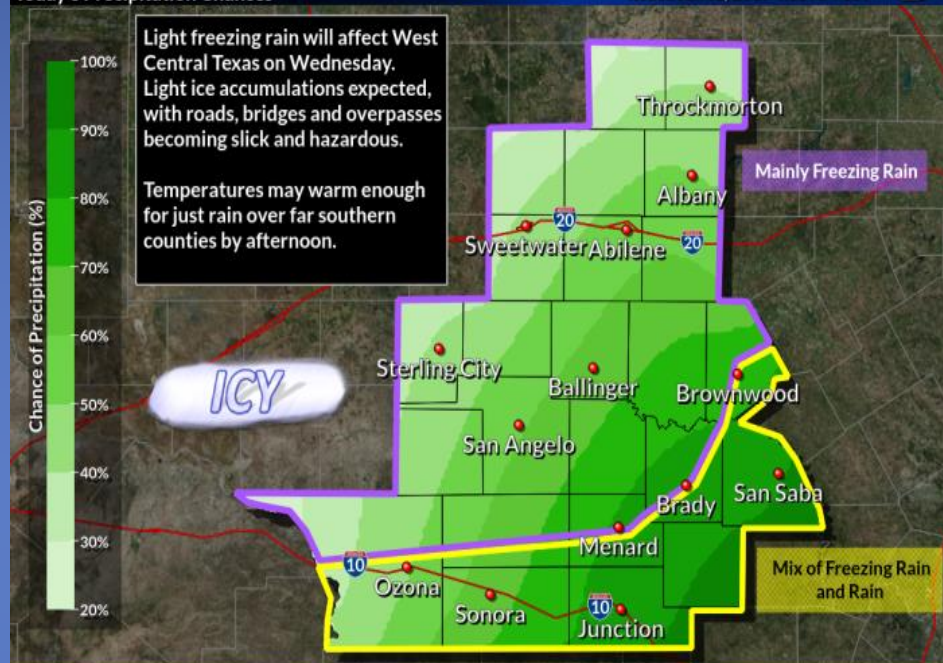 Today's Precipitation Chances
Light freezing rain will affect West
Central Texas on Wednesday.
Light ice accumulations expected,
with roads, bridges and overpasses
becoming slick and hazardous.
Temperatures may warm enough
for just rain over far southern
counties by afternoon.
Chance of Precipitation (%)
100%
90%
80%
70%
60%
50%
40%
30%
20%
Throckmorton
Mainly Freezing Rain
Albany
20
Sweetwater
Abilene
20
Sterling City
Ballinger
Brownwood
ICY
San Angelo
Brady
San Saba
Menard
10
Ozona
Sonora
10
Junction
Mix of Freezing Rain
and Rain